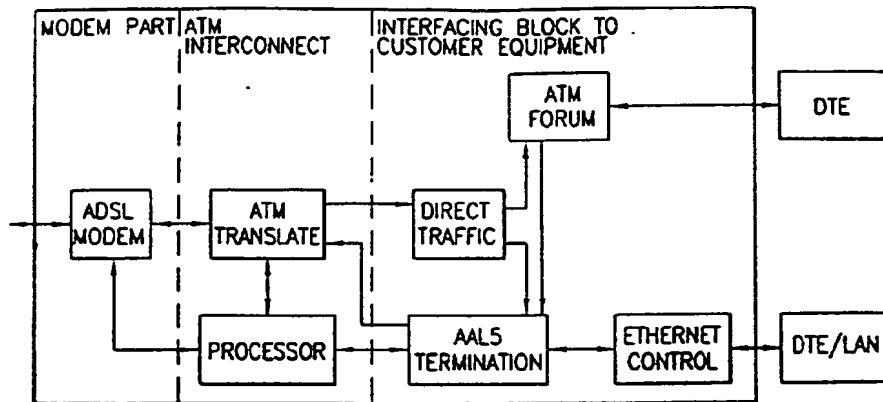 MODEM PART
ATM
INTERCONNECT
INTERFACING BLOCK TO
CUSTOMER EQUIPMENT
ATM
FORUM
DTE
ADSL
MODEM
ATM
TRANSLATE
DIRECT
TRAFFIC
PROCESSOR
AAL5
TERMINATION
ETHERNET
CONTROL
DTE/LAN